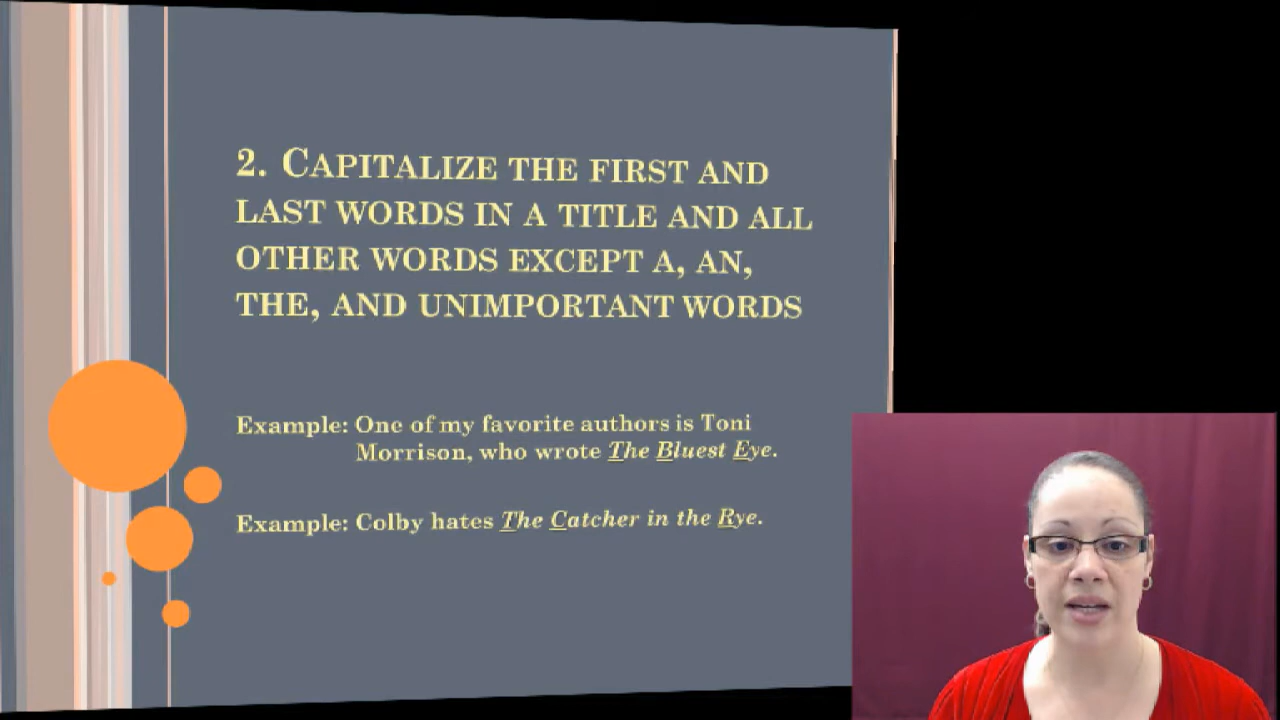 2. CAPITALIZE THE FIRST AND
LAST WORDS IN A TITLE AND ALL
OTHER WORDS EXCEPT A, AN,
THE, AND UNIMPORTANT WORDS
Example: One of my favorite authors is Toni
Morrison, who wrote The Bluest Eye.
Example: Colby hates The Catcher in the Rye.